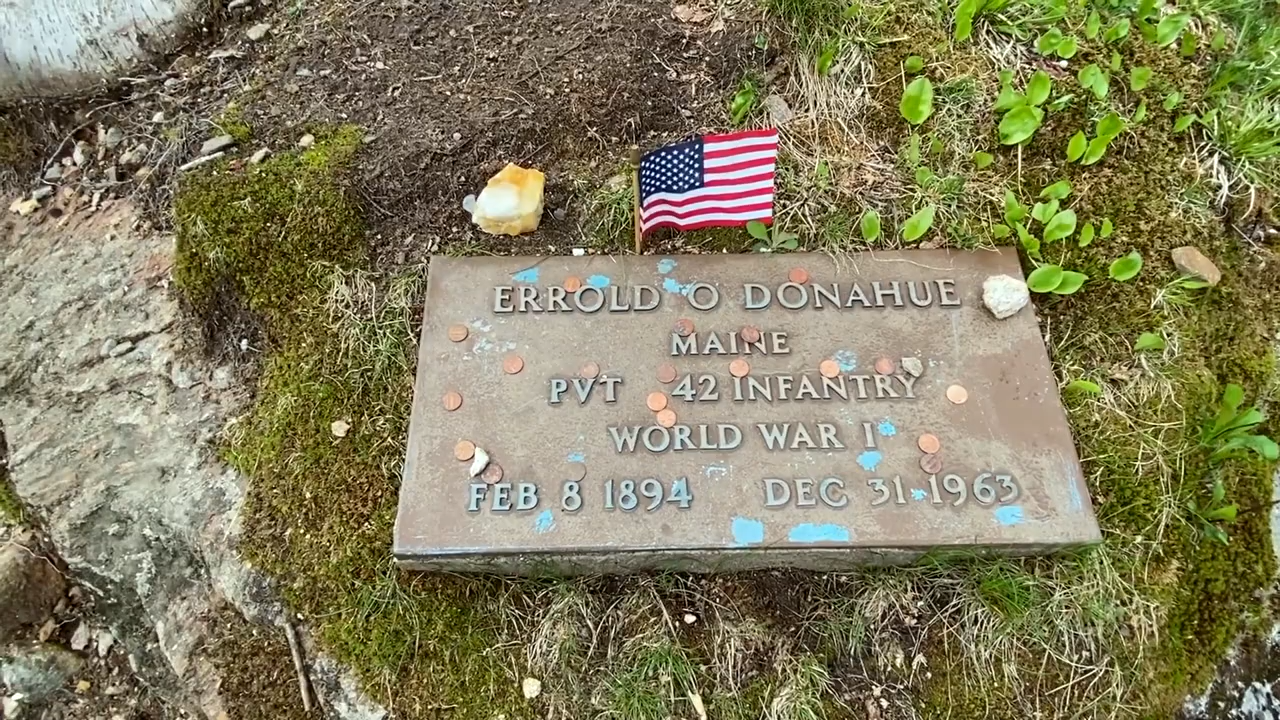 ERROLD O DONAHUE
MAINE
PVT 42 INFANTRY
WORLD WAR I
FEB 8 1894 DEC 31 1963